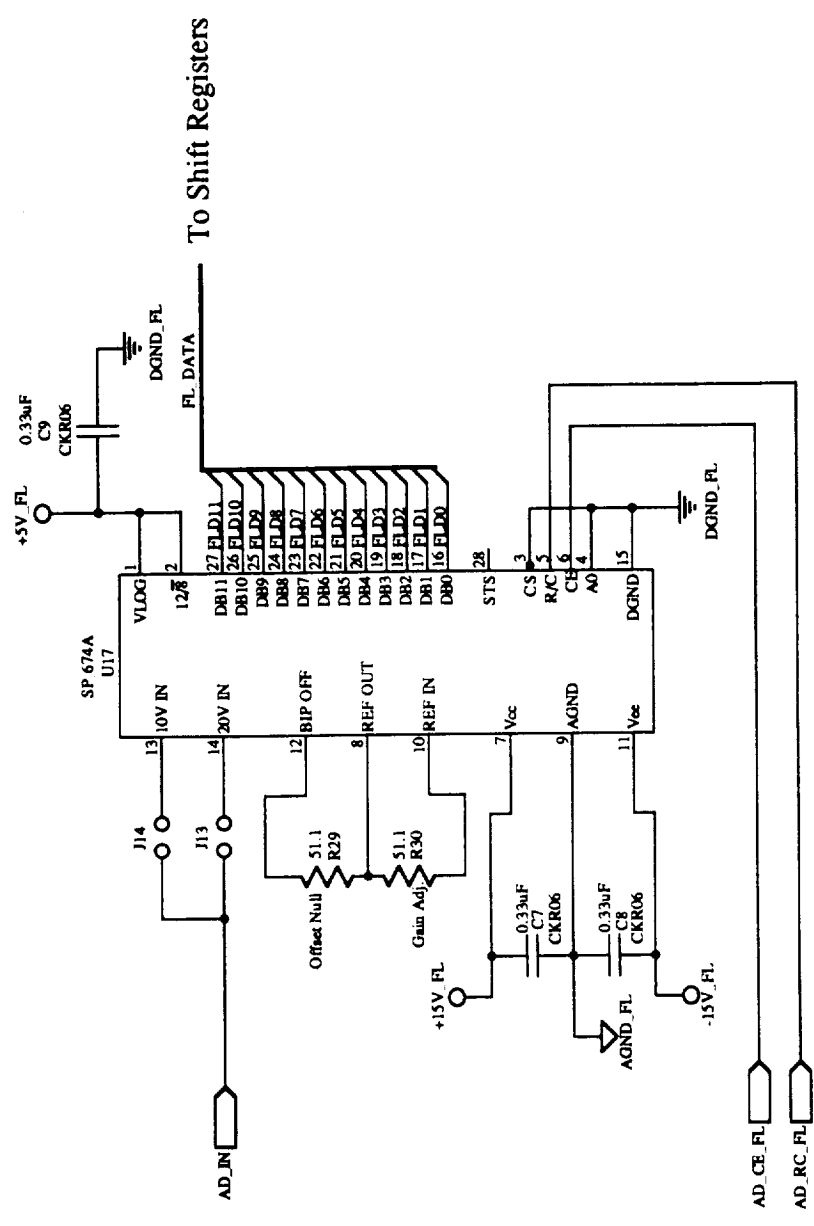 To Shift Registers
0.33uF
C9
CKR06
DGND_FL
+5V_FL
FL_DATA
SP 674A
U17
1
VLOG
2
12/8
27
FLD11
DB11
26
FLD10
DB10
25
FLD9
DB9
24
FLD8
DB8
23
FLD7
DB7
22
FLD6
DB6
21
FLD5
DB5
20
FLD4
DB4
19
FLD3
DB3
18
FLD2
DB2
17
FLD1
DB1
16
FLD0
DB0
28
STS
3
CS
5
R/C
6
CE
4
A0
15
DGND
DGND_FL
13
10V IN
14
20V IN
12
BIP OFF
8
REF OUT
10
REF IN
7
Vcc
9
AGND
11
Vee
J14
J13
51.1
R29
Offset Null
51.1
R30
Gain Adj.
0.33uF
C7
CKR06
0.33uF
C8
CKR06
+15V_FL
AGND_FL
-15V_FL
AD_IN
AD_CE_FL
AD_RC_FL